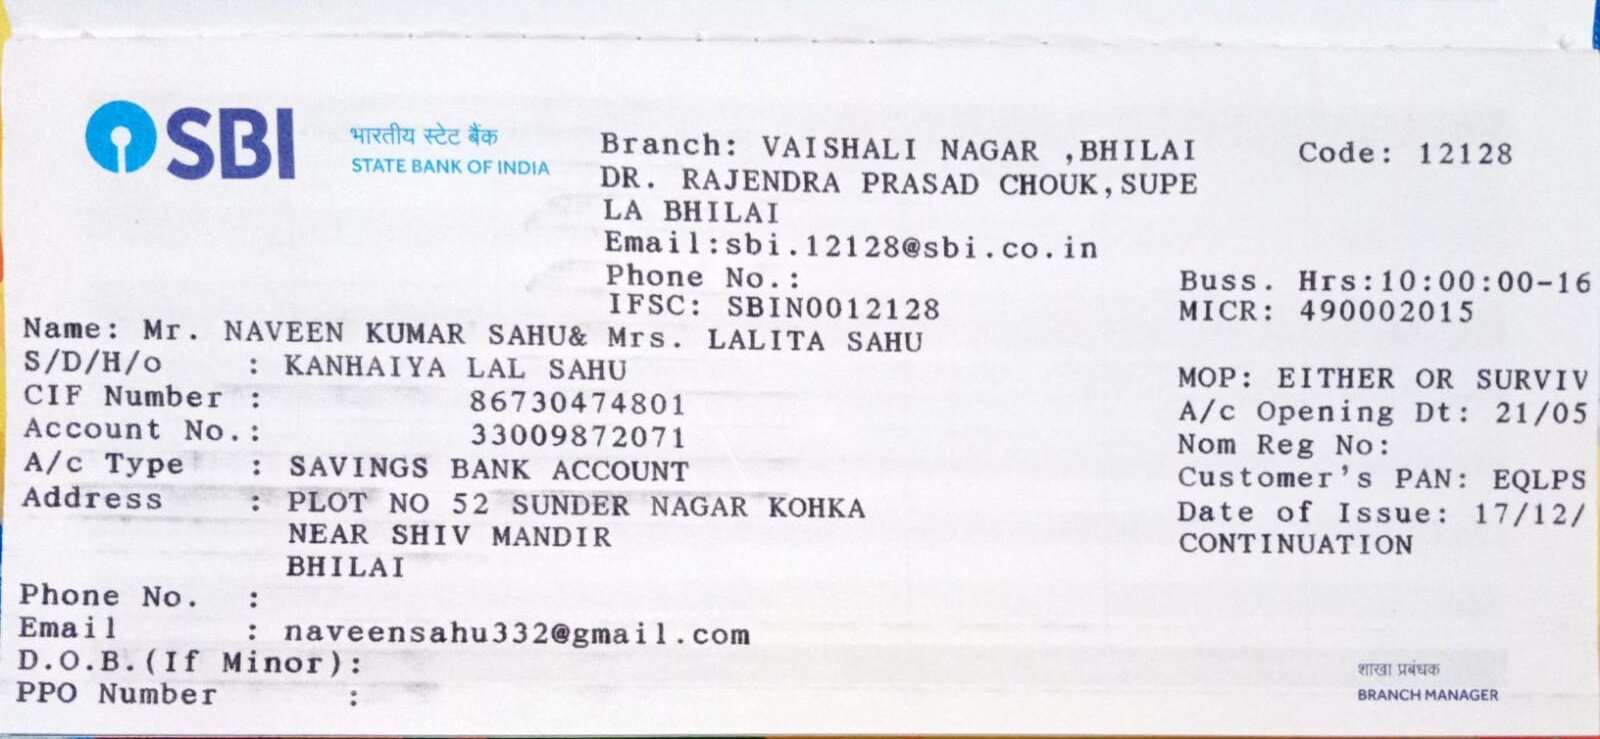 SBI भारतीय स्टेट बैंक
STATE BANK OF INDIA
Branch: VAISHALI NAGAR ,BHILAI Code: 12128
DR. RAJENDRA PRASAD CHOUK,SUPE
LA BHILAI
Email:sbi.12128@sbi.co.in
Phone No.: Buss. Hrs:10:00:00-16
IFSC: SBIN0012128 MICR: 490002015
Name: Mr. NAVEEN KUMAR SAHU& Mrs. LALITA SAHU
S/D/H/o : KANHAIYA LAL SAHU MOP: EITHER OR SURVIV
CIF Number : 86730474801 A/c Opening Dt: 21/05
Account No.: 33009872071 Nom Reg No:
A/c Type : SAVINGS BANK ACCOUNT Customer's PAN: EQLPS
Address : PLOT NO 52 SUNDER NAGAR KOHKA Date of Issue: 17/12/
NEAR SHIV MANDIR CONTINUATION
BHILAI
Phone No. :
Email : naveensahu332@gmail.com
D.O.B.(If Minor):
PPO Number :
शाखा प्रबंधक
BRANCH MANAGER